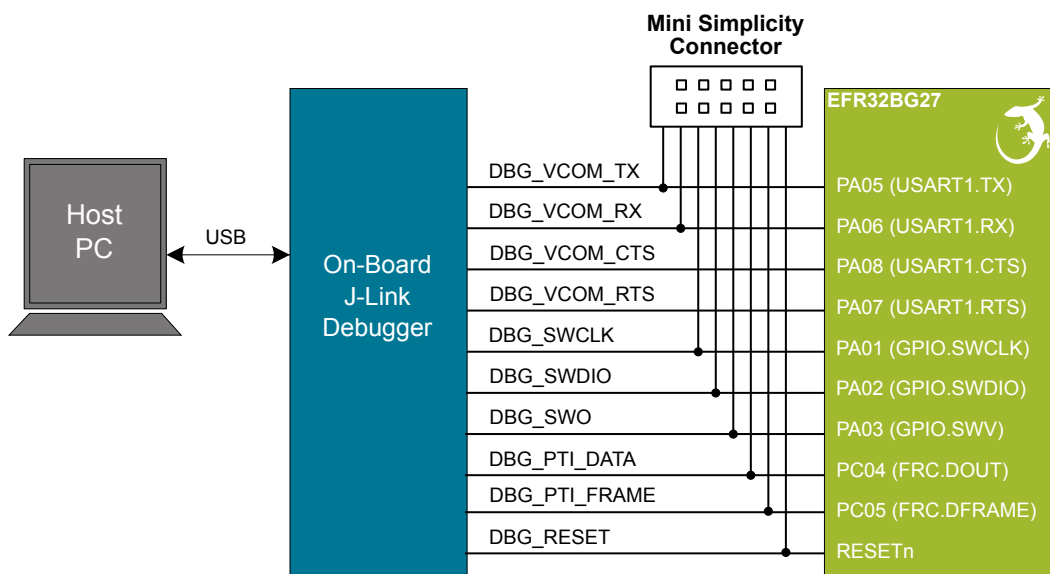 Mini Simplicity
Connector
EFR32BG27
Host
PC
USB
On-Board
J-Link
Debugger
DBG_VCOM_TX
PA05 (USART1.TX)
DBG_VCOM_RX
PA06 (USART1.RX)
DBG_VCOM_CTS
PA08 (USART1.CTS)
DBG_VCOM_RTS
PA07 (USART1.RTS)
DBG_SWCLK
PA01 (GPIO.SWCLK)
DBG_SWDIO
PA02 (GPIO.SWDIO)
DBG_SWO
PA03 (GPIO.SWV)
DBG_PTI_DATA
PC04 (FRC.DOUT)
DBG_PTI_FRAME
PC05 (FRC.DFRAME)
DBG_RESET
RESETn